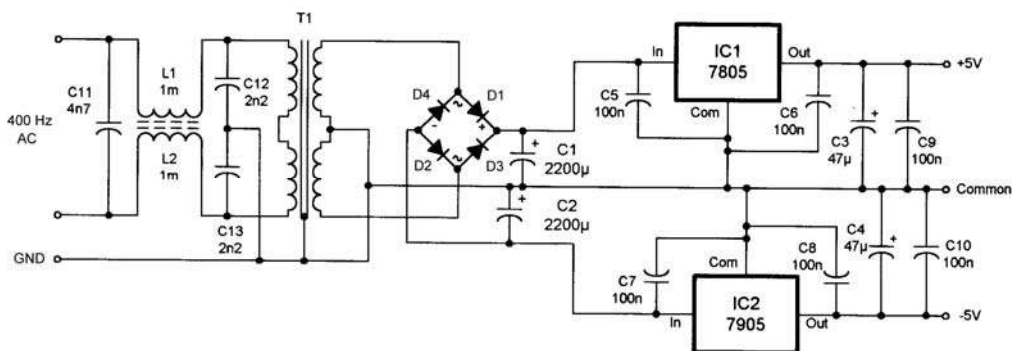 T1
L1
1m
C11
4n7
C12
2n2
400 Hz
AC
L2
1m
C13
2n2
GND
D4
D1
~
-
+
~
D2
D3
+
C1
2200µ
+
C2
2200µ
In
IC1
7805
Out
Com
C5
100n
C6
100n
+
C3
47µ
C9
100n
+5V
Common
C7
100n
Com
C8
100n
C4
47µ
+
C10
100n
In
IC2
7905
Out
-5V